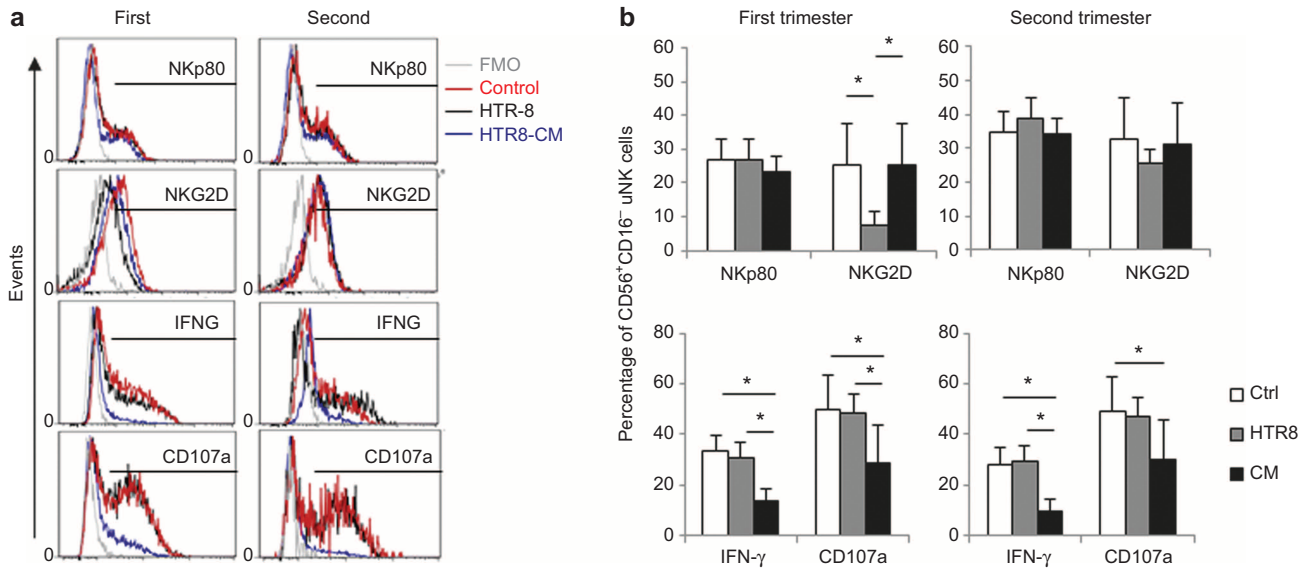 a
First
Second
NKp80
NKp80
FMO
Control
HTR-8
HTR8-CM
0
0
NKG2D
NKG2D
0
0
IFNG
IFNG
0
0
CD107a
CD107a
0
0
Events
b
First trimester
Second trimester
Percentage of CD56⁺CD16⁻ uNK cells
60
50
40
30
20
10
0
* *
NKp80 NKG2D
60
50
40
30
20
10
0
NKp80 NKG2D
80
60
40
20
0
* * * *
IFN-γ CD107a
80
60
40
20
0
* * *
IFN-γ CD107a
Ctrl
HTR8
CM